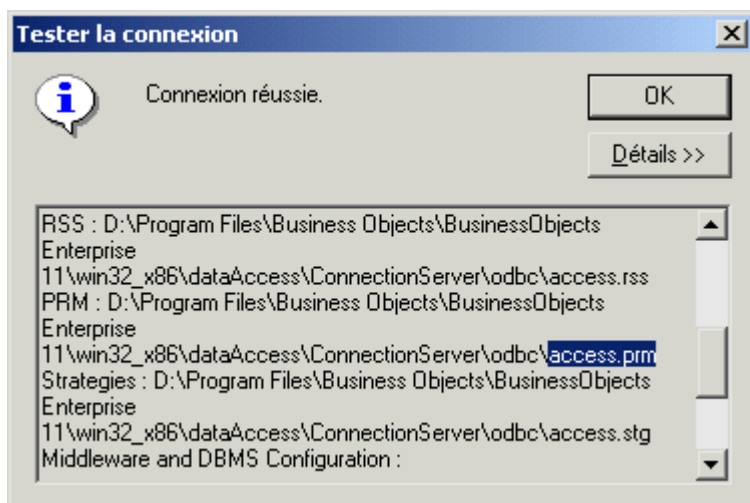 Tester la connexion
Connexion réussie.
OK
Détails >>
RSS : D:\Program Files\Business Objects\BusinessObjects
Enterprise
11\win32_x86\dataAccess\ConnectionServer\odbc\access.rss
PRM : D:\Program Files\Business Objects\BusinessObjects
Enterprise
11\win32_x86\dataAccess\ConnectionServer\odbc\access.prm
Strategies : D:\Program Files\Business Objects\BusinessObjects
Enterprise
11\win32_x86\dataAccess\ConnectionServer\odbc\access.stg
Middleware and DBMS Configuration :